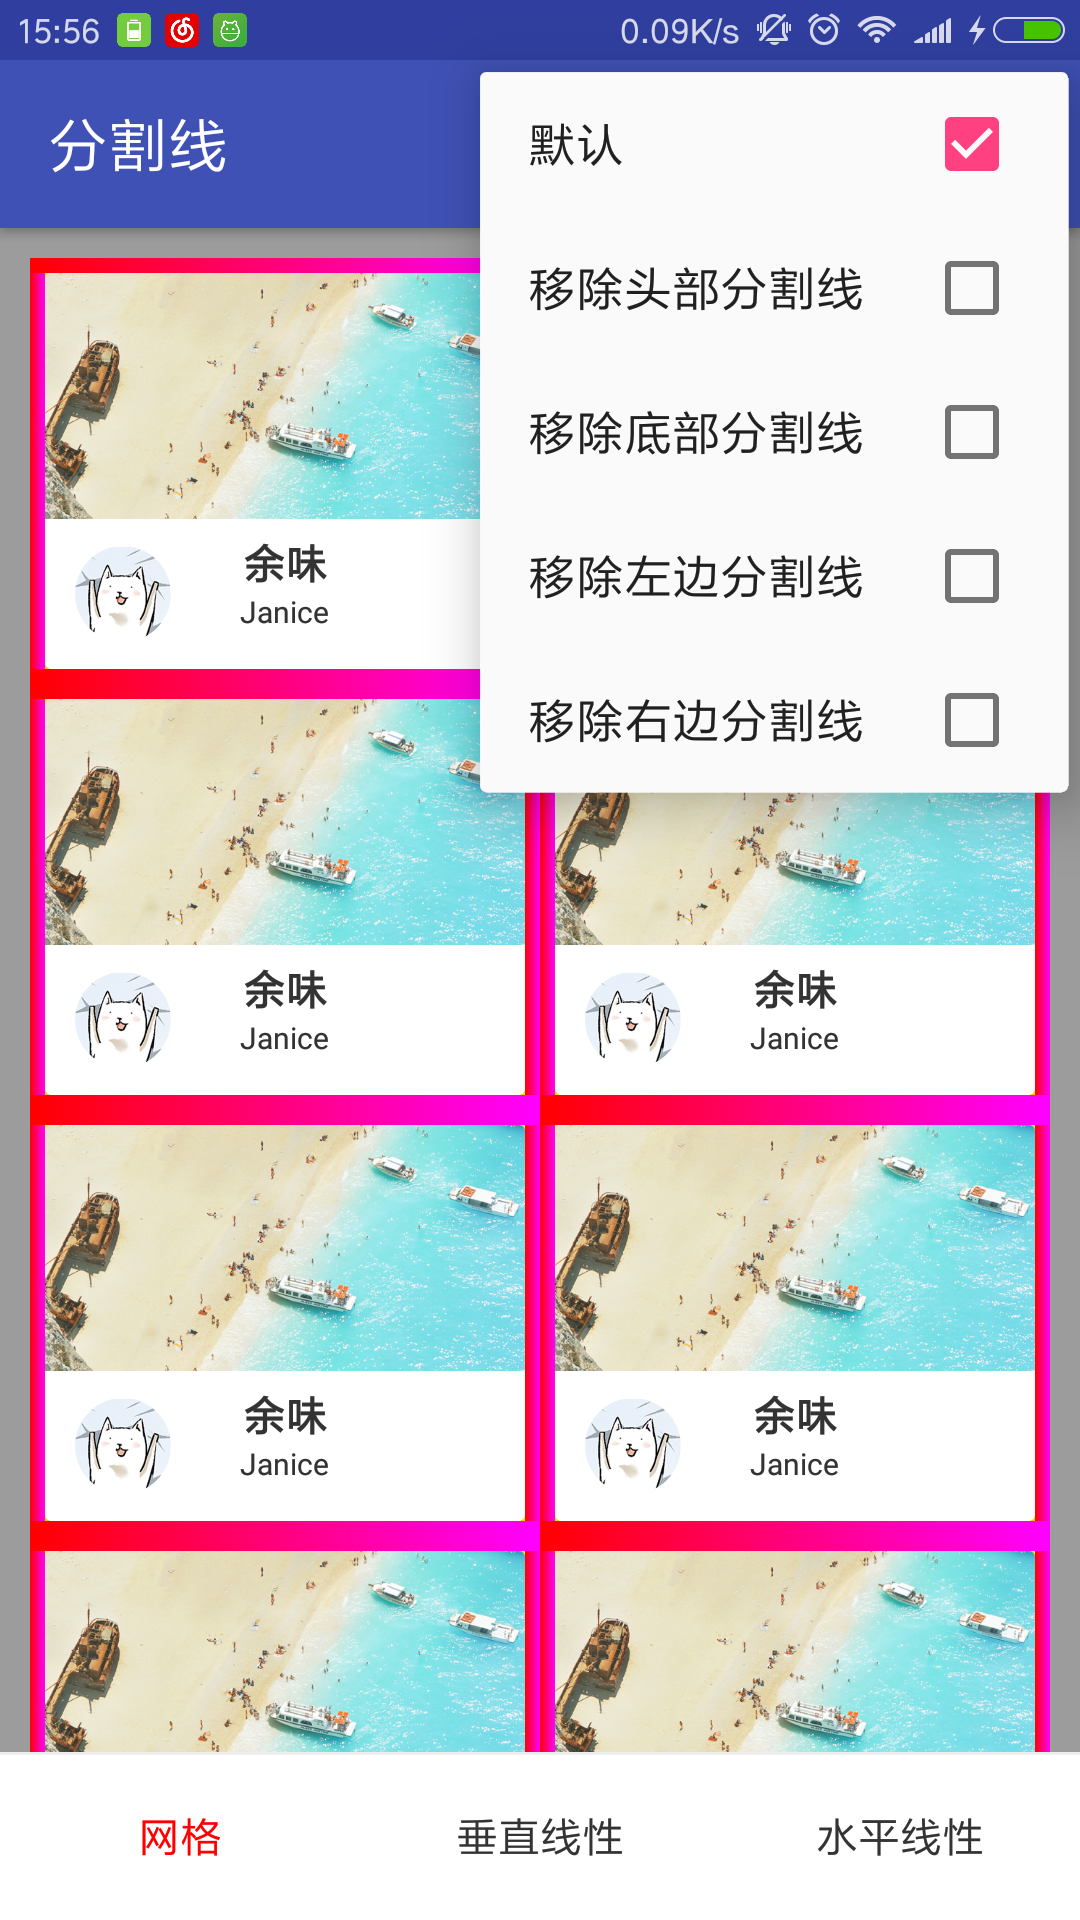 15:56
0.09K/s
分割线
默认
移除头部分割线
移除底部分割线
移除左边分割线
移除右边分割线
余味
Janice
余味
Janice
余味
Janice
余味
Janice
余味
Janice
网格
垂直线性
水平线性